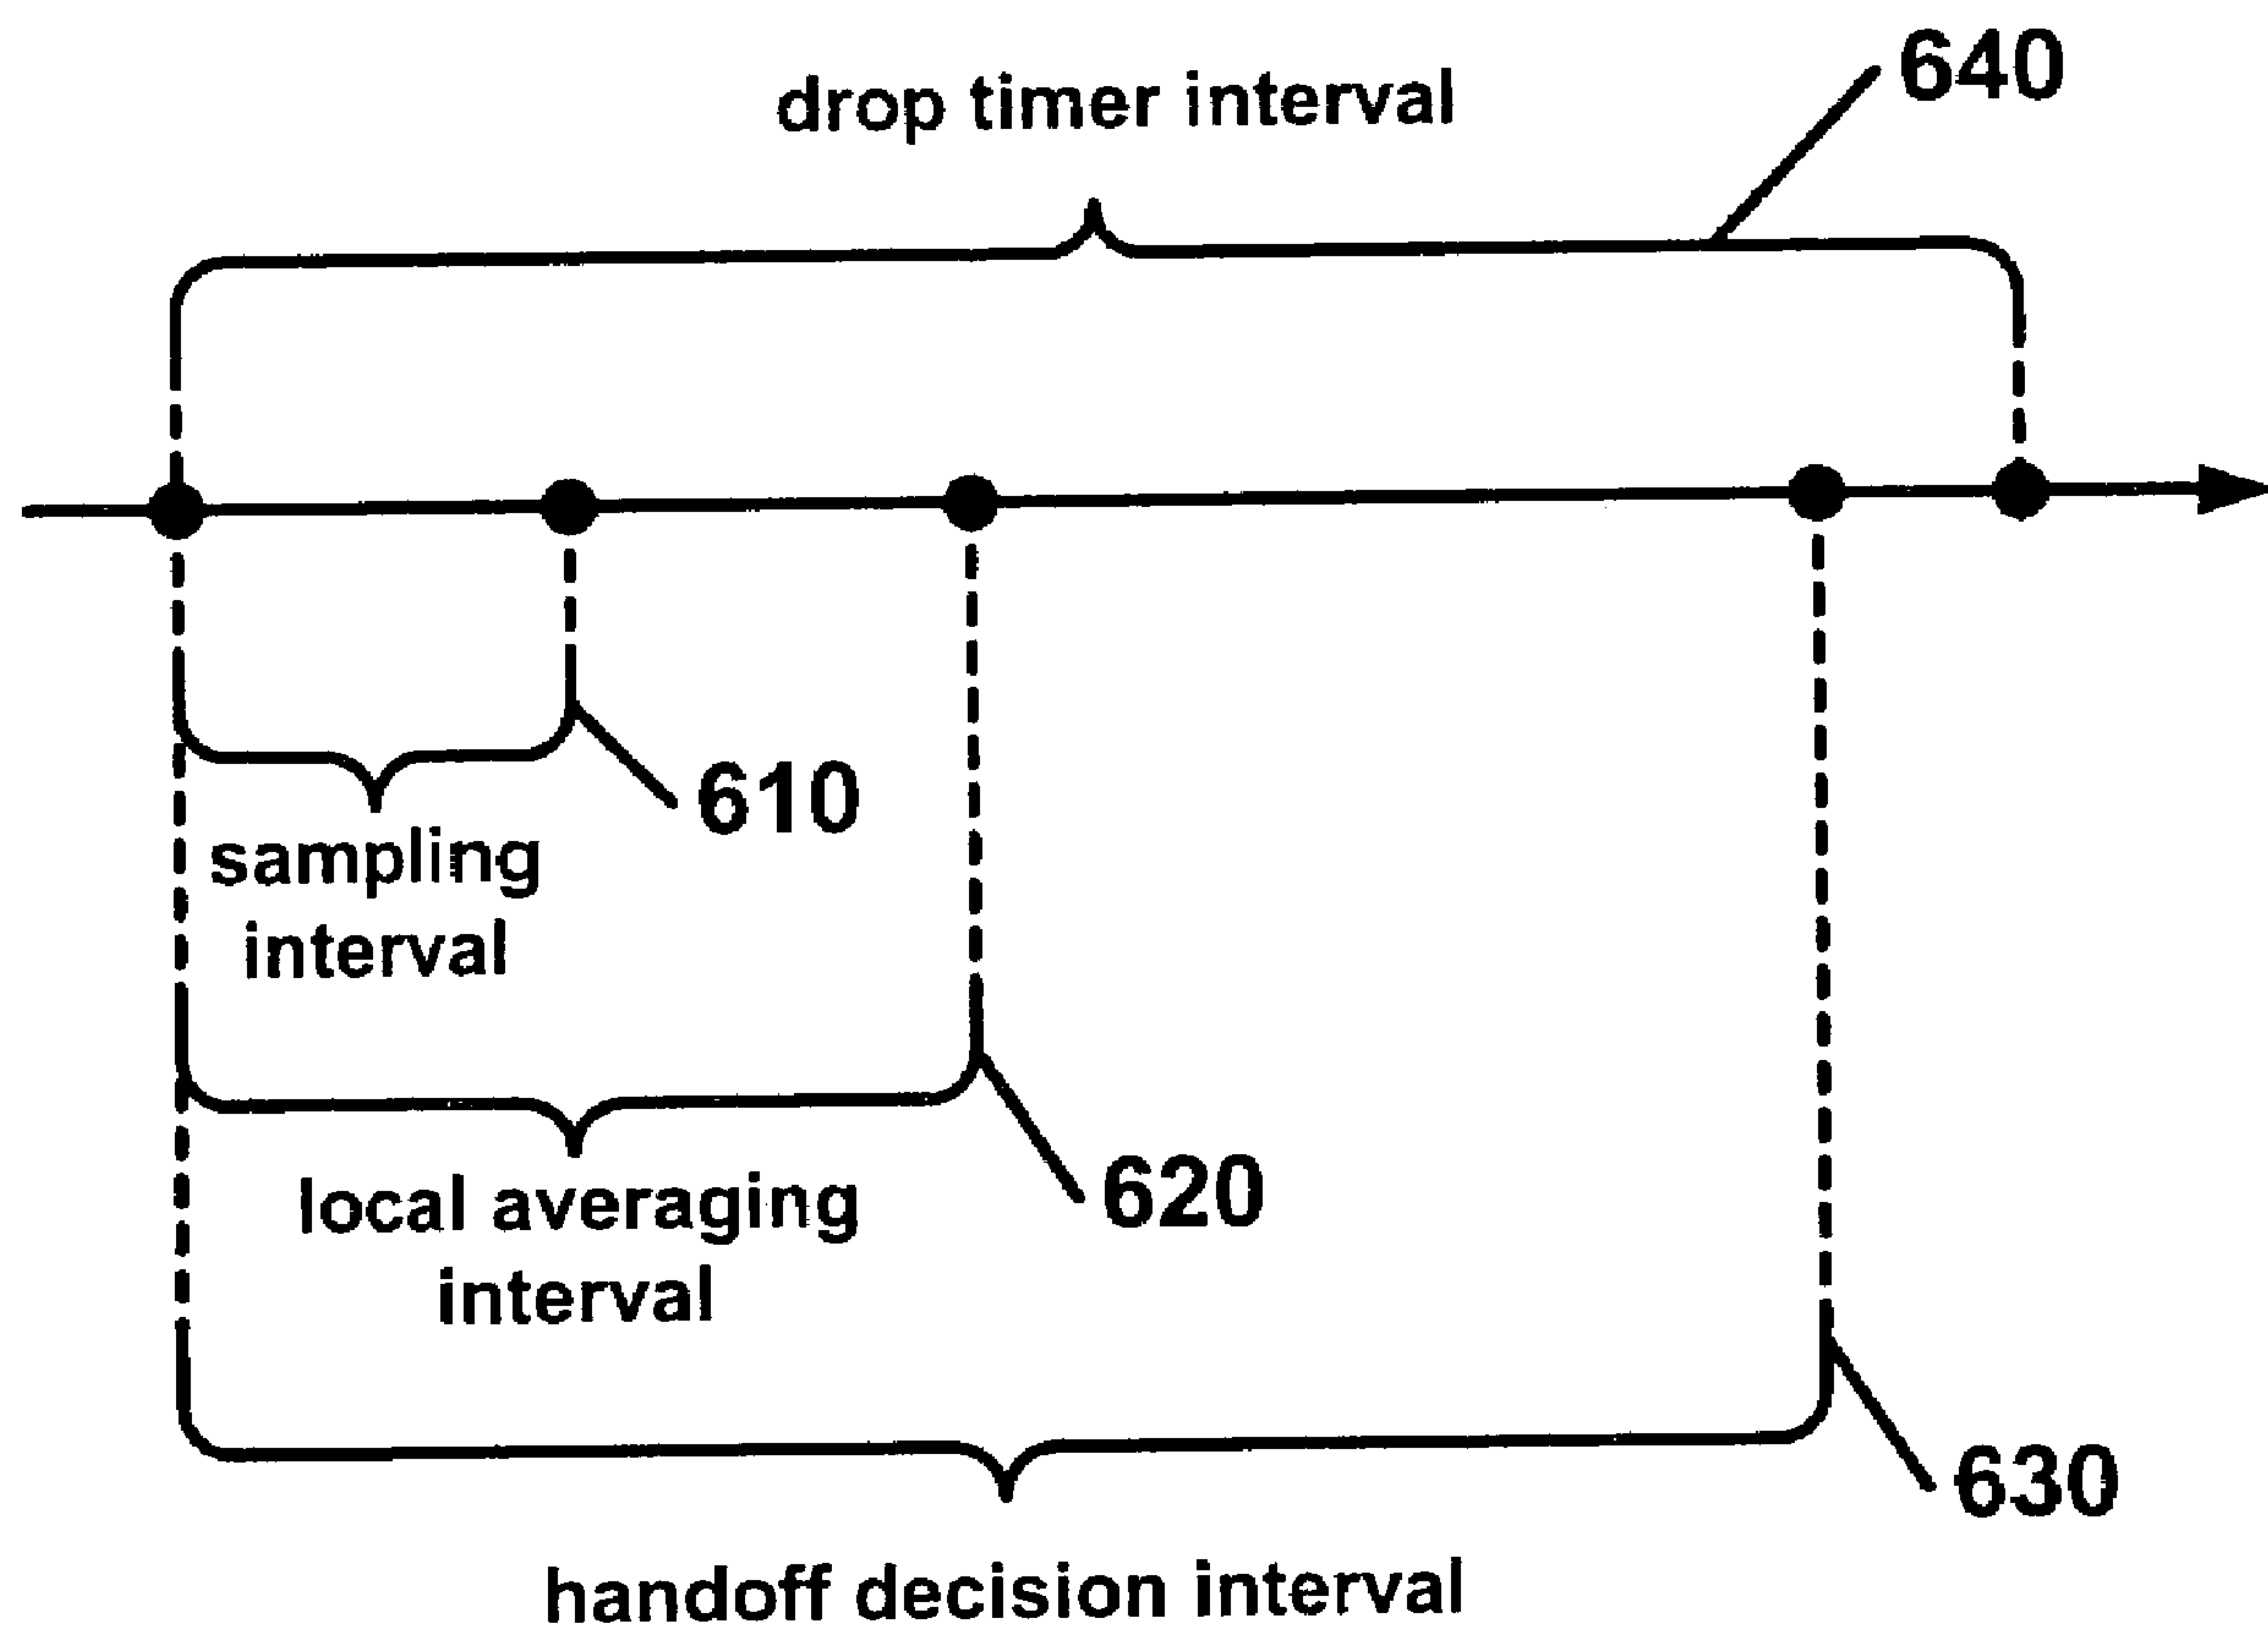 640
drop timer interval
610
sampling
interval
620
local averaging
interval
630
handoff decision interval